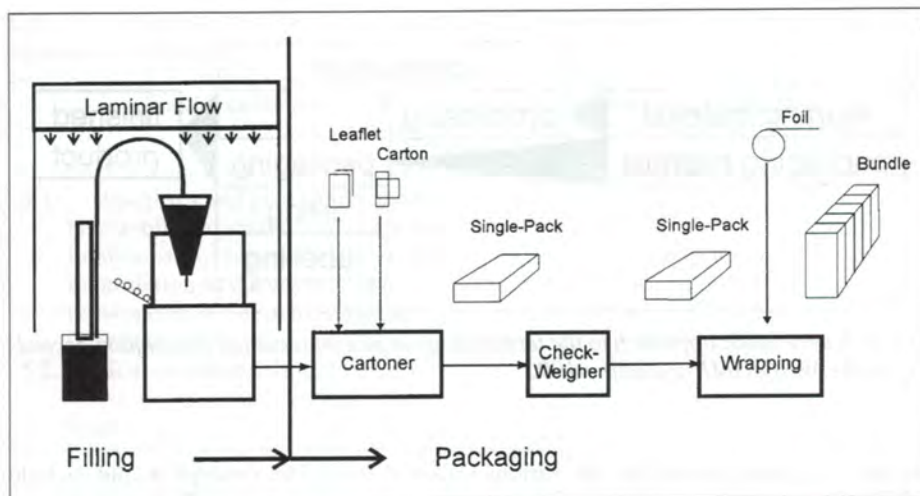 Laminar Flow
Leaflet
Carton
Foil
Bundle
Single-Pack
Single-Pack
Cartoner
Check-
Weigher
Wrapping
Filling
Packaging